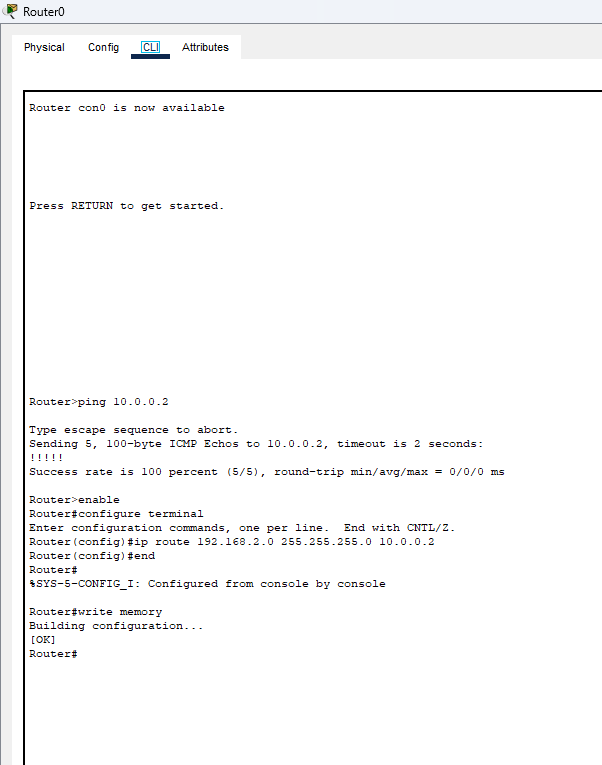 Router0
Physical Config CLI Attributes
Router con0 is now available
Press RETURN to get started.
Router>ping 10.0.0.2
Type escape sequence to abort.
Sending 5, 100-byte ICMP Echos to 10.0.0.2, timeout is 2 seconds:
!!!!!
Success rate is 100 percent (5/5), round-trip min/avg/max = 0/0/0 ms
Router>enable
Router#configure terminal
Enter configuration commands, one per line.  End with CNTL/Z.
Router(config)#ip route 192.168.2.0 255.255.255.0 10.0.0.2
Router(config)#end
Router#
%SYS-5-CONFIG_I: Configured from console by console
Router#write memory
Building configuration...
[OK]
Router#